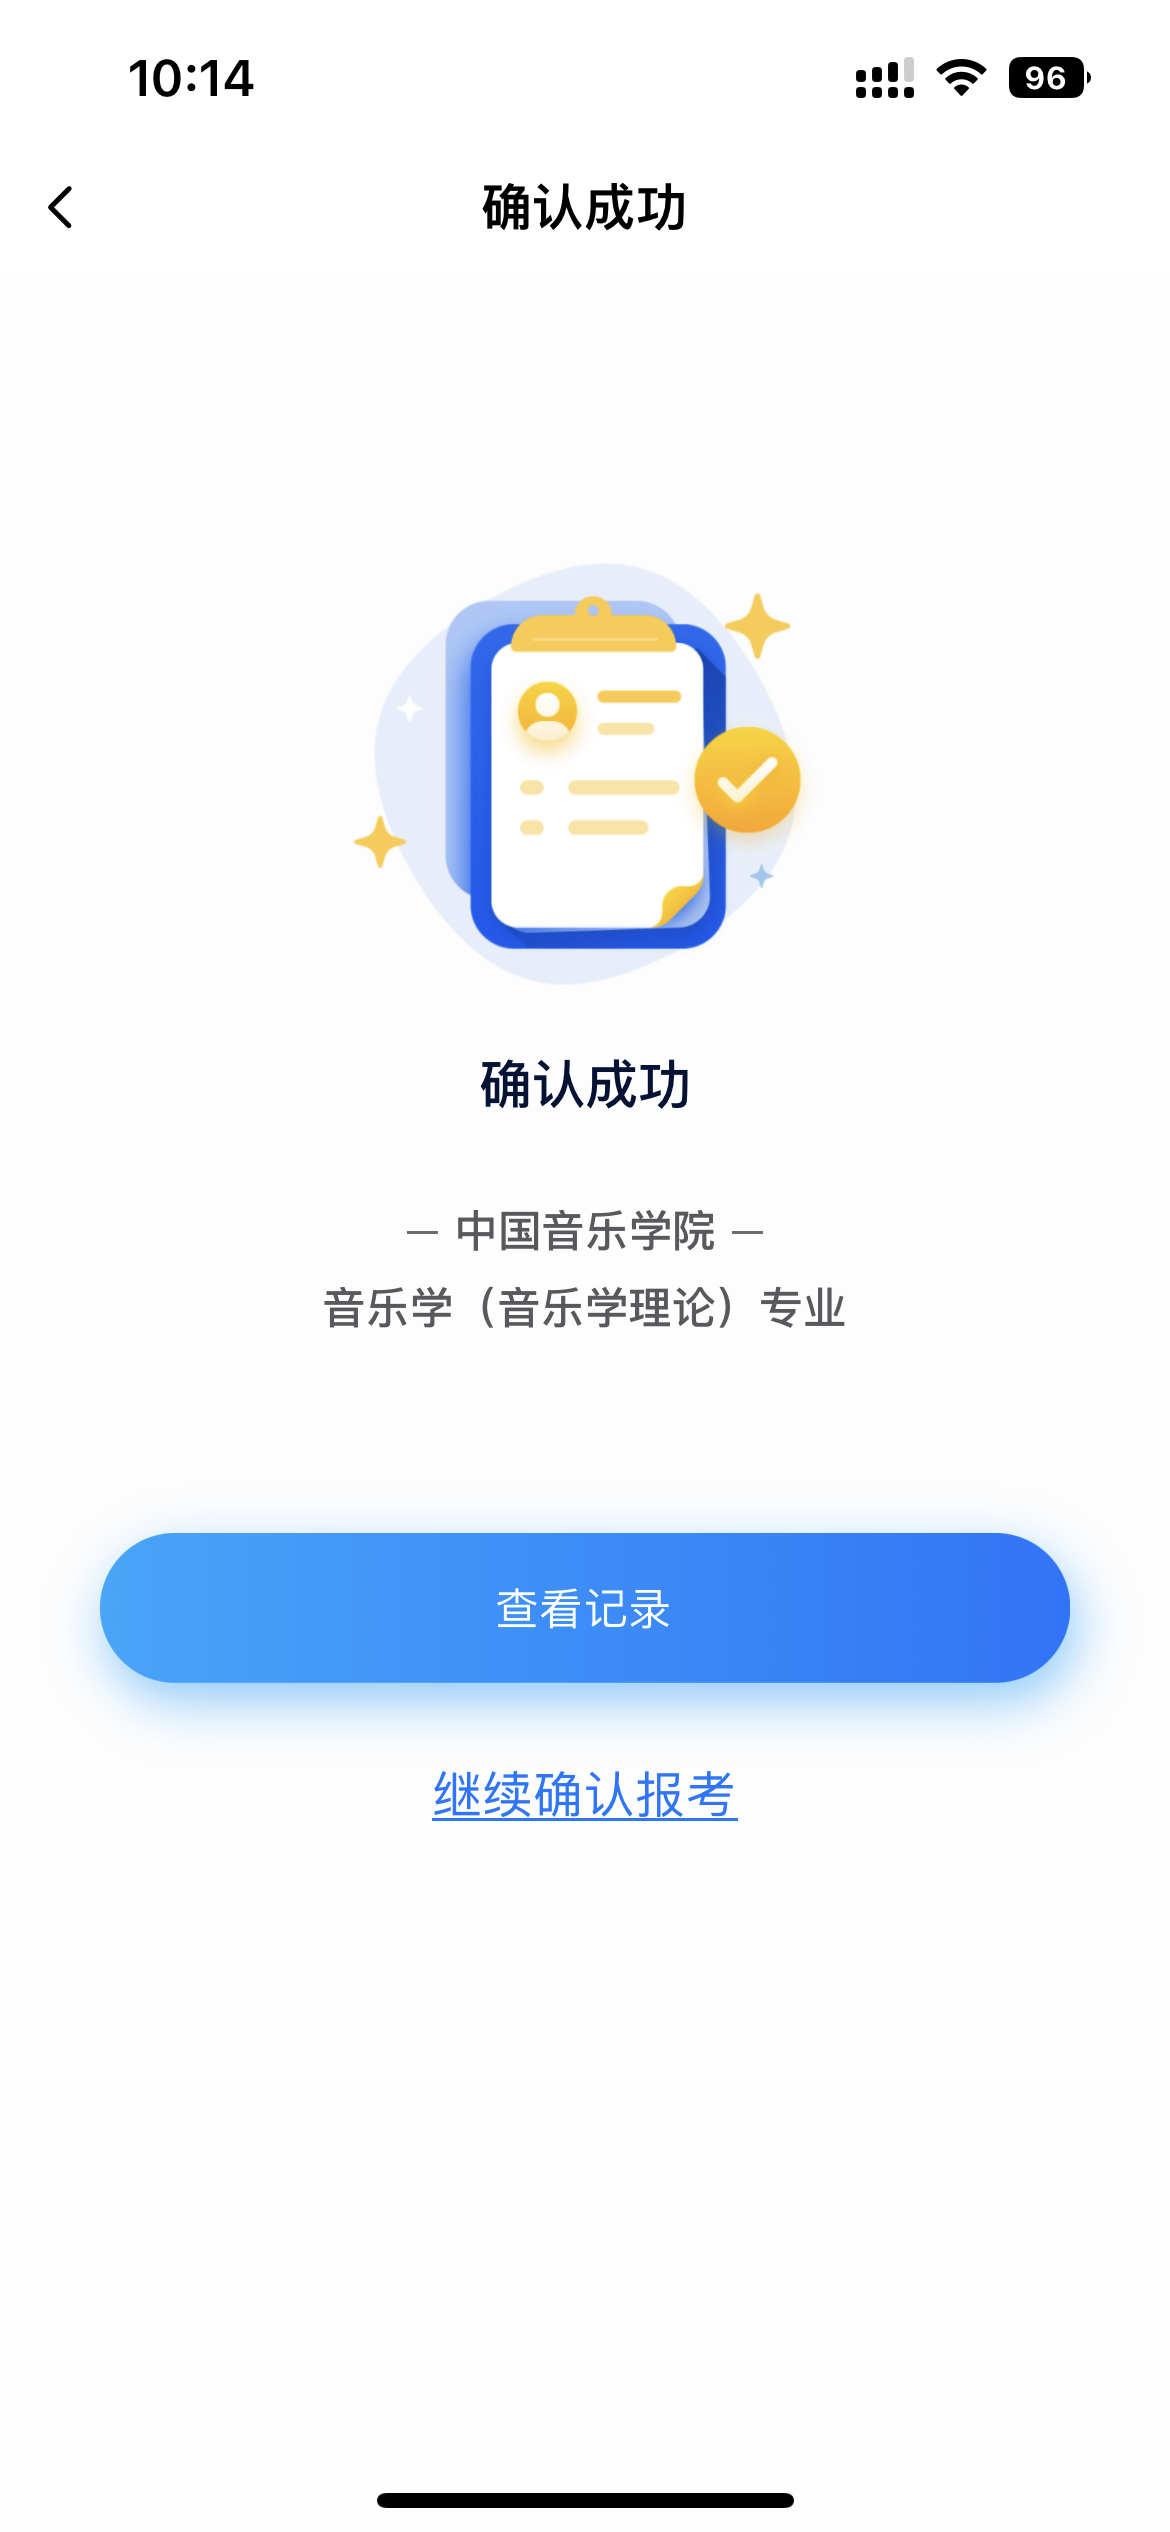 10:14
96
确认成功
确认成功
— 中国音乐学院 —
音乐学（音乐学理论）专业
查看记录
继续确认报考